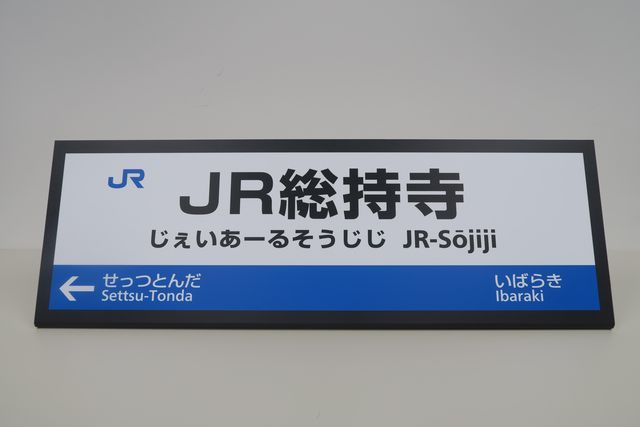 JR
JR総持寺
じぇいあーるそうじじ JR-Sōjiji
← せっつとんだ いばらき
Settsu-Tonda Ibaraki